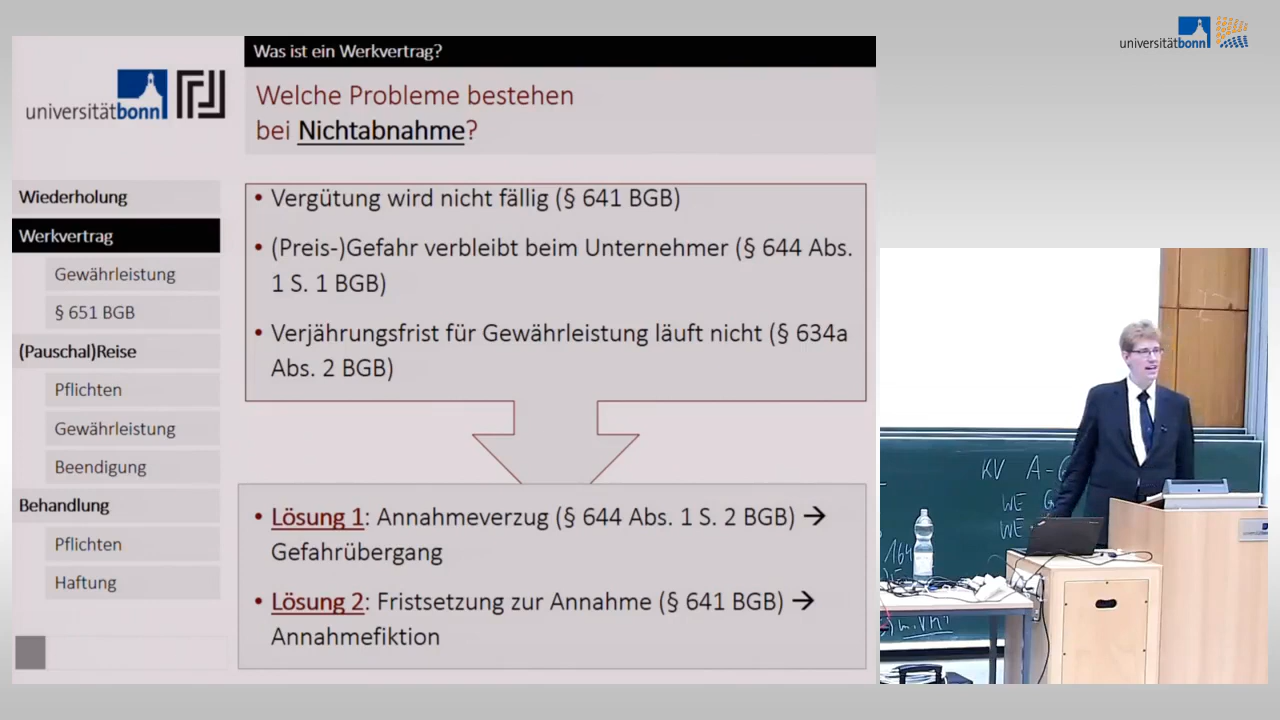 universitätbonn
Was ist ein Werkvertrag?
universitätbonn
Welche Probleme bestehen
bei Nichtabnahme?
Wiederholung
Werkvertrag
Gewährleistung
§ 651 BGB
(Pauschal)Reise
Pflichten
Gewährleistung
Beendigung
Behandlung
Pflichten
Haftung
• Vergütung wird nicht fällig (§ 641 BGB)
• (Preis-)Gefahr verbleibt beim Unternehmer (§ 644 Abs.
1 S. 1 BGB)
• Verjährungsfrist für Gewährleistung läuft nicht (§ 634a
Abs. 2 BGB)
• Lösung 1: Annahmeverzug (§ 644 Abs. 1 S. 2 BGB) →
Gefahrübergang
• Lösung 2: Fristsetzung zur Annahme (§ 641 BGB) →
Annahmefiktion
KV A-G
WE
WE
164